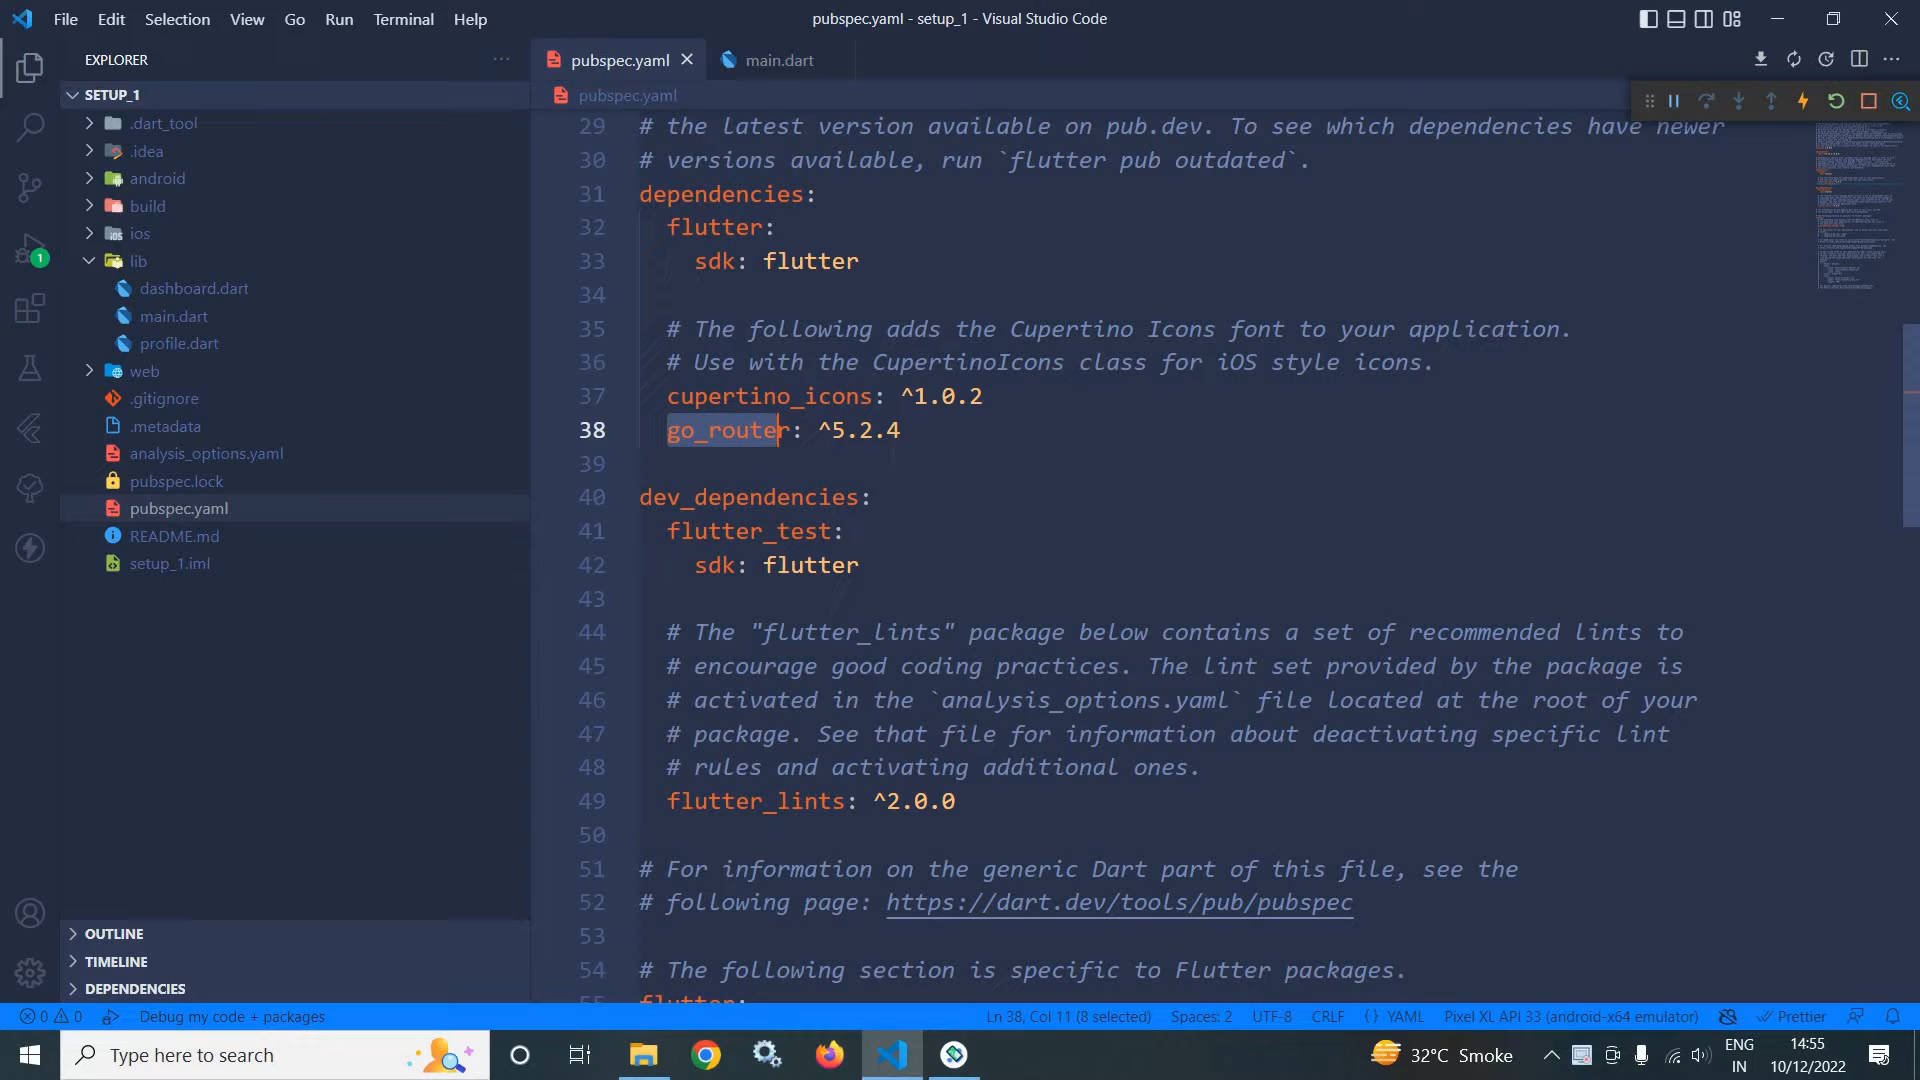 File Edit Selection View Go Run Terminal Help
pubspec.yaml - setup_1 - Visual Studio Code
EXPLORER
SETUP_1
.dart_tool
.idea
android
build
ios
lib
dashboard.dart
main.dart
profile.dart
web
.gitignore
.metadata
analysis_options.yaml
pubspec.lock
pubspec.yaml
README.md
setup_1.iml
OUTLINE
TIMELINE
DEPENDENCIES
1
pubspec.yaml
main.dart
pubspec.yaml
29 # the latest version available on pub.dev. To see which dependencies have newer
30 # versions available, run `flutter pub outdated`.
31 dependencies:
32 flutter:
33 sdk: flutter
34
35 # The following adds the Cupertino Icons font to your application.
36 # Use with the CupertinoIcons class for iOS style icons.
37 cupertino_icons: ^1.0.2
38 go_router: ^5.2.4
39
40 dev_dependencies:
41 flutter_test:
42 sdk: flutter
43
44 # The "flutter_lints" package below contains a set of recommended lints to
45 # encourage good coding practices. The lint set provided by the package is
46 # activated in the `analysis_options.yaml` file located at the root of your
47 # package. See that file for information about deactivating specific lint
48 # rules and activating additional ones.
49 flutter_lints: ^2.0.0
50
51 # For information on the generic Dart part of this file, see the
52 # following page: https://dart.dev/tools/pub/pubspec
53
54 # The following section is specific to Flutter packages.
55 flutter:
0 0 Debug my code + packages
Ln 38, Col 11 (8 selected) Spaces: 2 UTF-8 CRLF { } YAML Pixel XL API 33 (android-x64 emulator) Prettier
Type here to search
32°C Smoke
ENG
IN
14:55
10/12/2022